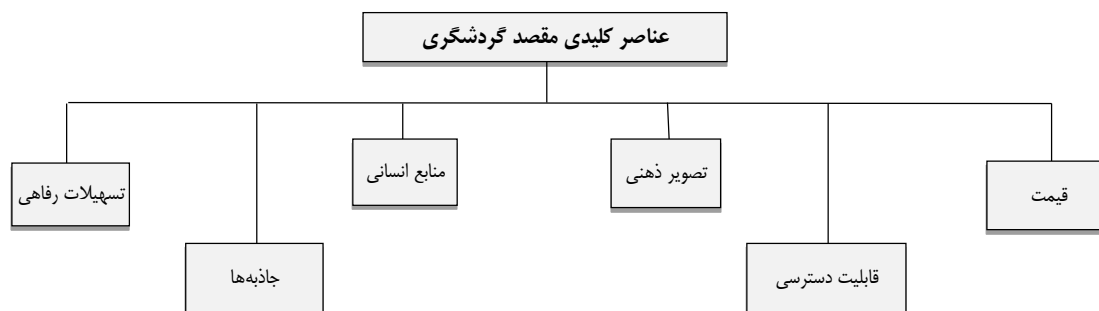 عناصر کلیدی مقصد گردشگری
قیمت
قابلیت دسترسی
تصویر ذهنی
منابع انسانی
جاذبه‌ها
تسهیلات رفاهی